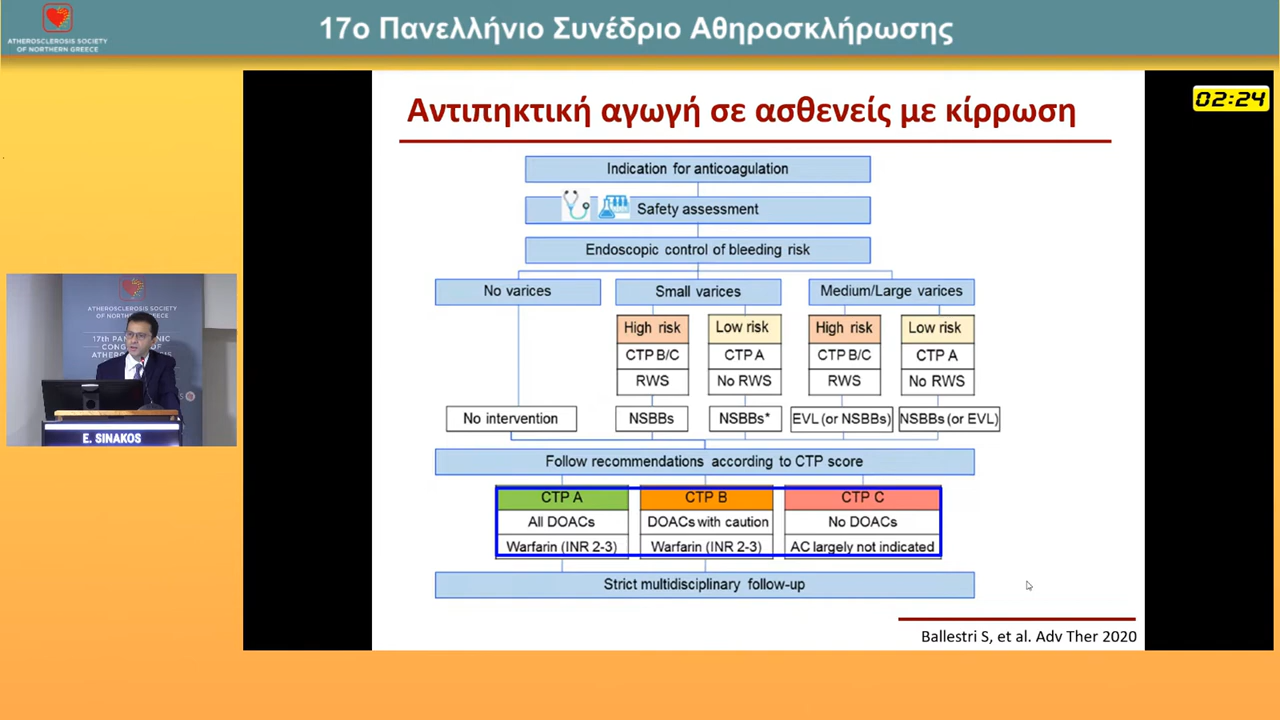 ATHEROSCLEROSIS SOCIETY
OF NORTHERN GREECE
17ο Πανελλήνιο Συνέδριο Αθηροσκλήρωσης
02:24
Αντιπηκτική αγωγή σε ασθενείς με κίρρωση
Indication for anticoagulation
Safety assessment
Endoscopic control of bleeding risk
No varices
Small varices
Medium/Large varices
High risk
Low risk
High risk
Low risk
CTP B/C
CTP A
CTP B/C
CTP A
RWS
No RWS
RWS
No RWS
No intervention
NSBBs
NSBBs*
EVL (or NSBBs)
NSBBs (or EVL)
Follow recommendations according to CTP score
CTP A
CTP B
CTP C
All DOACs
DOACs with caution
No DOACs
Warfarin (INR 2-3)
Warfarin (INR 2-3)
AC largely not indicated
Strict multidisciplinary follow-up
Ballestri S, et al. Adv Ther 2020
ATHEROSCLEROSIS SOCIETY
OF NORTHERN GREECE
E. SINAKOS